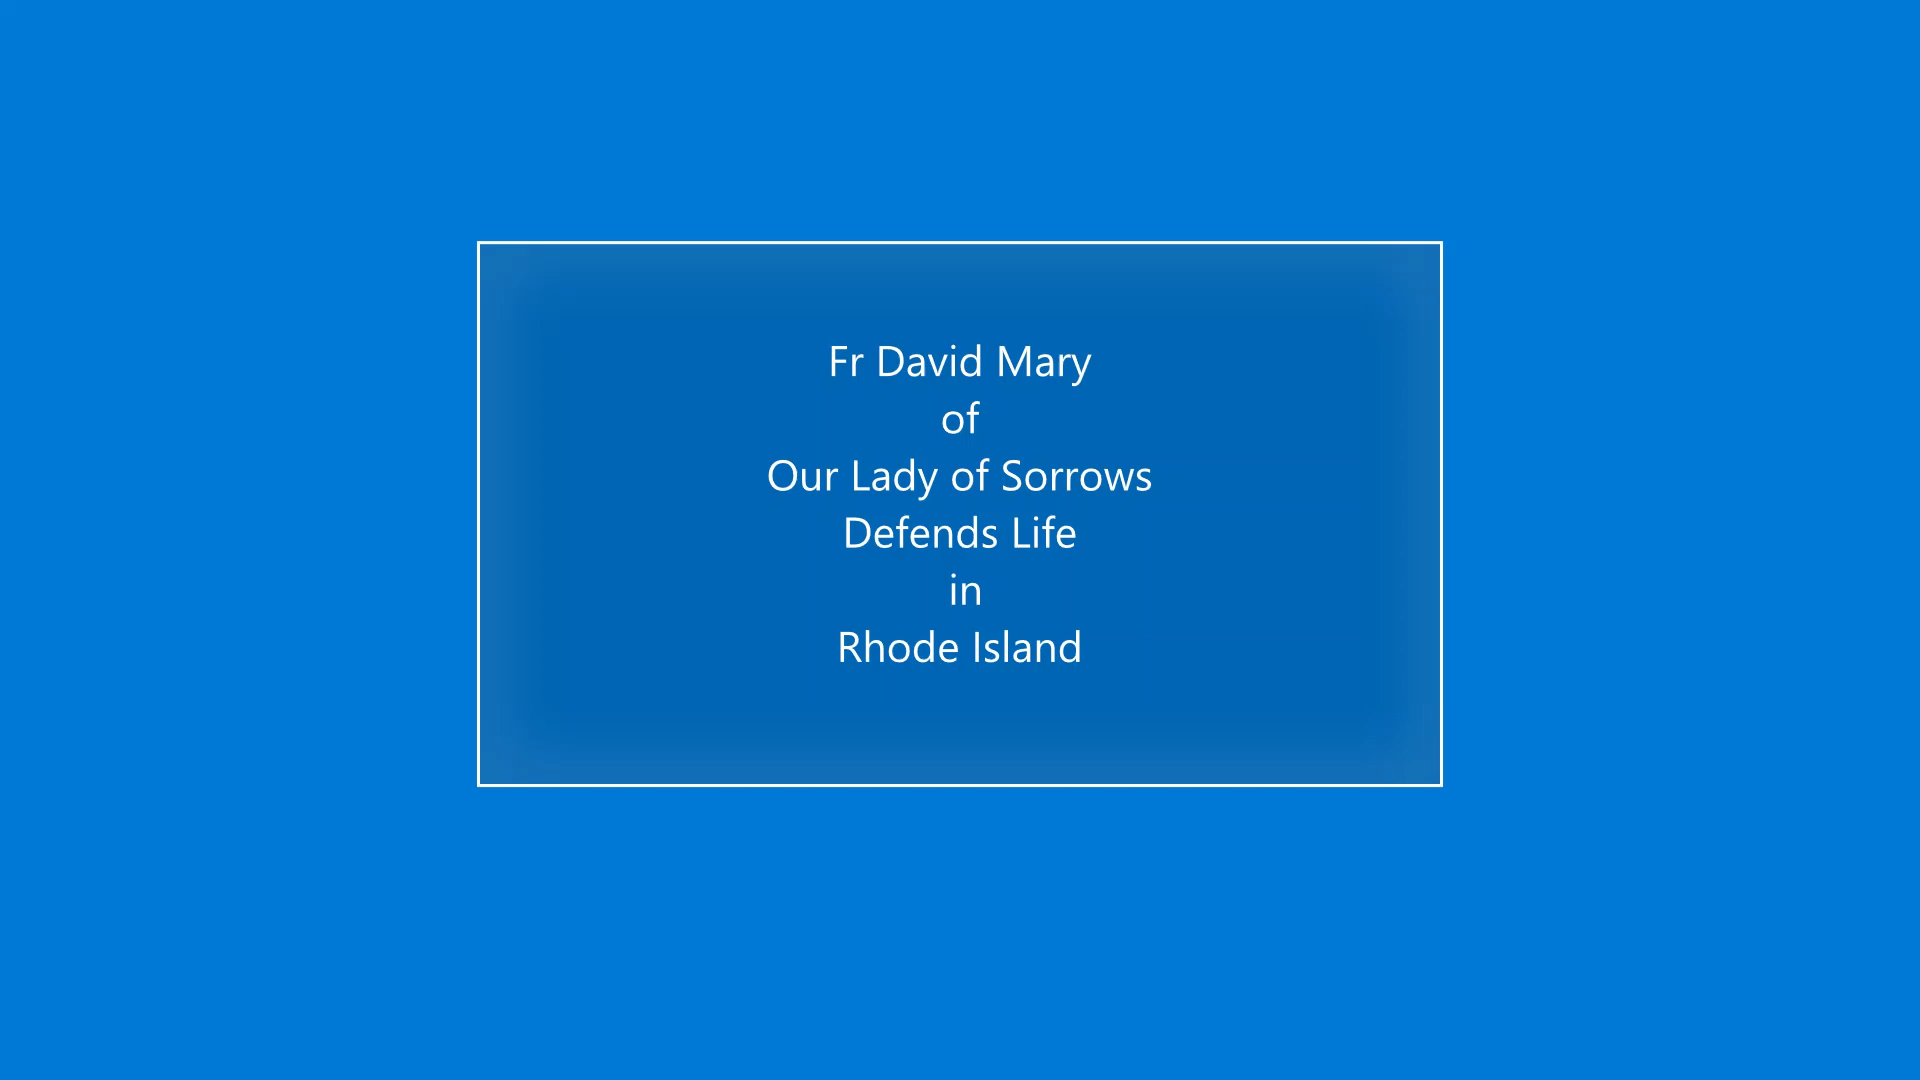 Fr David Mary
of
Our Lady of Sorrows
Defends Life
in
Rhode Island